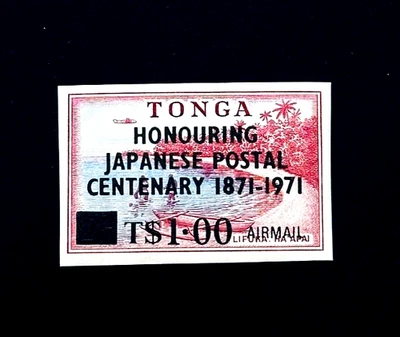 TONGA
HONOURING
JAPANESE POSTAL
CENTENARY 1871-1971
T$1·00 AIRMAIL
LIFUKA. HA'APAI